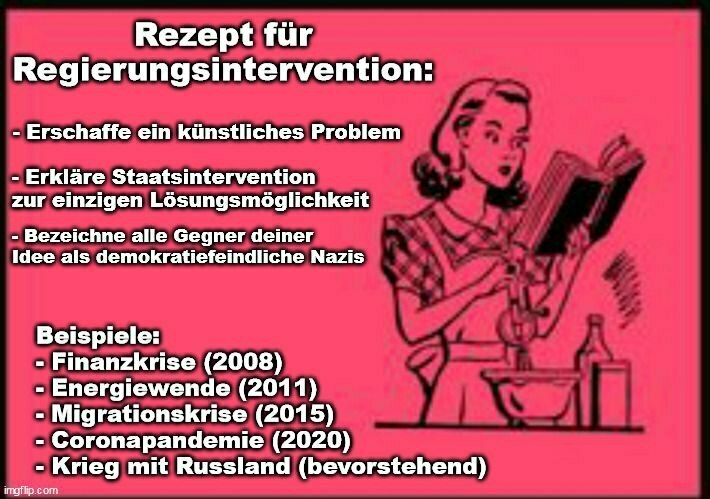 Rezept für
Regierungsintervention:
- Erschaffe ein künstliches Problem
- Erkläre Staatsintervention
zur einzigen Lösungsmöglichkeit
- Bezeichne alle Gegner deiner
Idee als demokratiefeindliche Nazis
Beispiele:
- Finanzkrise (2008)
- Energiewende (2011)
- Migrationskrise (2015)
- Coronapandemie (2020)
- Krieg mit Russland (bevorstehend)
imgflip.com